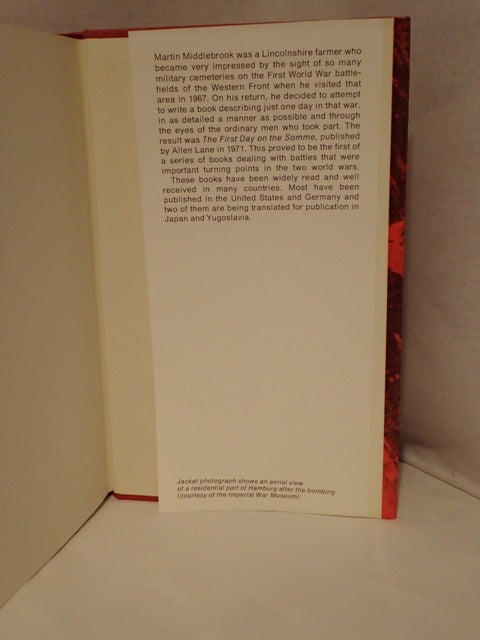 Martin Middlebrook was a Lincolnshire farmer who
became very impressed by the sight of so many
military cemeteries on the First World War battle-
fields of the Western Front when he visited that
area in 1967. On his return, he decided to attempt
to write a book describing just one day in that war,
in as detailed a manner as possible and through
the eyes of the ordinary men who took part. The
result was The First Day on the Somme, published
by Allen Lane in 1971. This proved to be the first of
a series of books dealing with battles that were
important turning points in the two world wars.
These books have been widely read and well
received in many countries. Most have been
published in the United States and Germany and
two of them are being translated for publication in
Japan and Yugoslavia.
Jacket photograph shows an aerial view
of a residential part of Hamburg after the bombing
(courtesy of the Imperial War Museum)